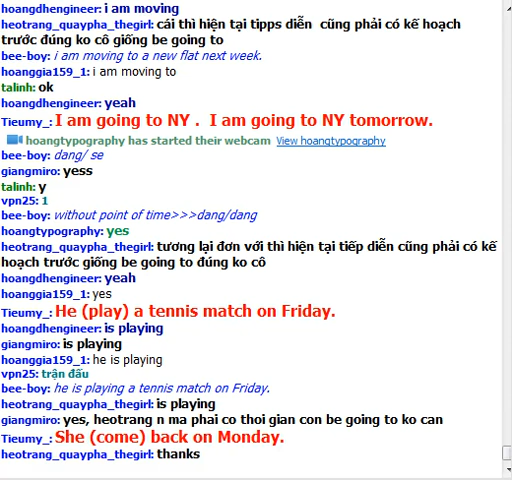 hoangdhengineer: i am moving
heotrang_quaypha_thegirl: cái thì hiện tại tipps diễn cũng phải có kế hoạch
trước đúng ko cô giống be going to
bee-boy: i am moving to a new flat next week.
hoanggia159_1: i am moving to
talinh: ok
hoangdhengineer: yeah
Tieumy_: I am going to NY . I am going to NY tomorrow.
hoangtypography has started their webcam View hoangtypography
bee-boy: dang/ se
giangmiro: yess
talinh: y
vpn25: 1
bee-boy: without point of time>>>dang/dang
hoangtypography: yes
heotrang_quaypha_thegirl: tương lại đơn với thì hiện tại tiếp diễn cũng phải có kế
hoạch trước giống be going to đúng ko cô
hoangdhengineer: yeah
hoanggia159_1: yes
Tieumy_: He (play) a tennis match on Friday.
hoangdhengineer: is playing
giangmiro: is playing
hoanggia159_1: he is playing
vpn25: trận đấu
bee-boy: he is playing a tennis match on Friday.
heotrang_quaypha_thegirl: is playing
giangmiro: yes, heotrang n ma phai co thoi gian con be going to ko can
Tieumy_: She (come) back on Monday.
heotrang_quaypha_thegirl: thanks